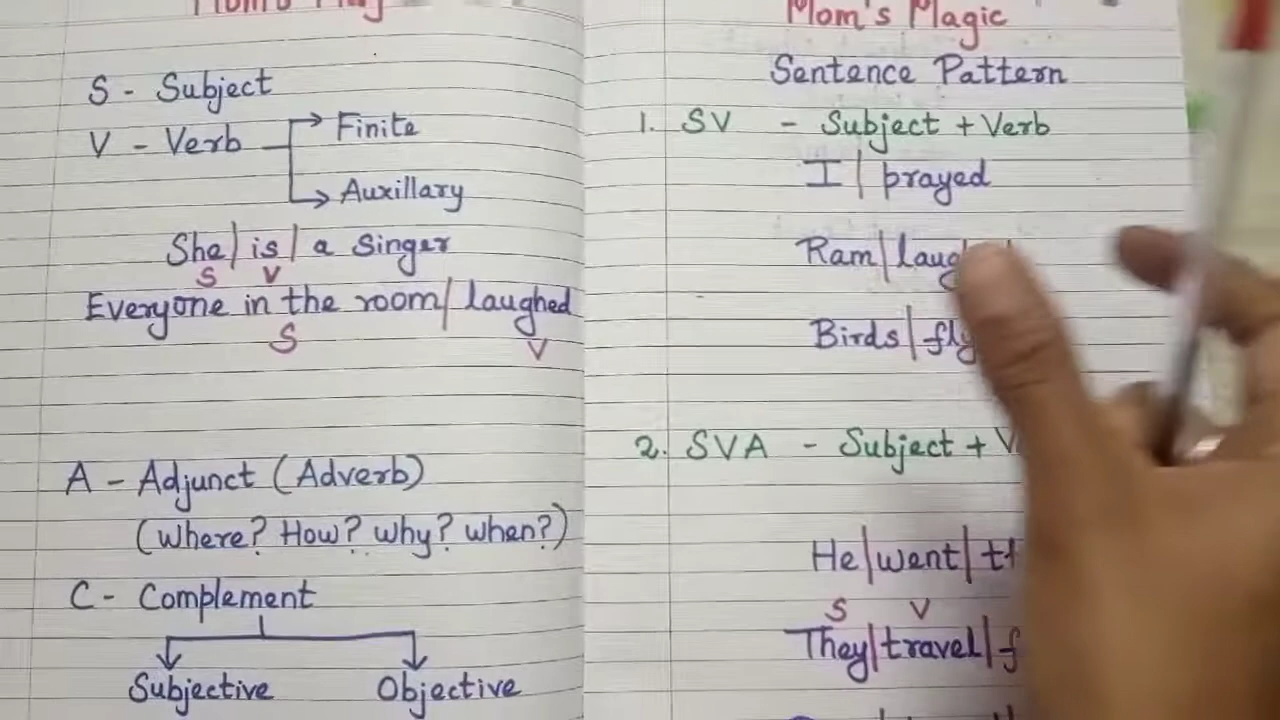 S - Subject
V - Verb
Finite
Auxillary
She | is | a singer
S V
Everyone in the room | laughed
S V
A - Adjunct (Adverb)
(Where? How? why? when?)
C - Complement
Subjective Objective
Mom's Magic
Sentence Pattern
1. SV - Subject + Verb
I | prayed
Ram |
Birds | fly
2. SVA - Subject +
He | went |
S V
They | travel |